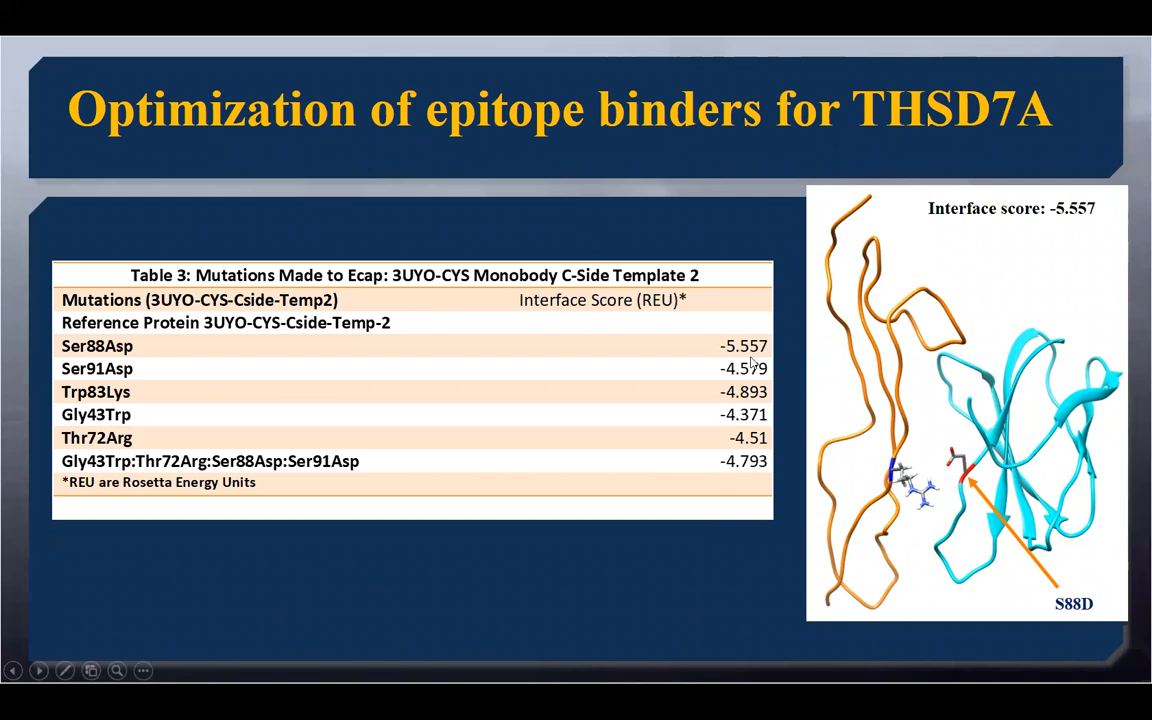 Optimization of epitope binders for THSD7A
Table 3: Mutations Made to Ecap: 3UYO-CYS Monobody C-Side Template 2
Mutations (3UYO-CYS-Cside-Temp2) Interface Score (REU)*
Reference Protein 3UYO-CYS-Cside-Temp-2
Ser88Asp -5.557
Ser91Asp -4.579
Trp83Lys -4.893
Gly43Trp -4.371
Thr72Arg -4.51
Gly43Trp:Thr72Arg:Ser88Asp:Ser91Asp -4.793
*REU are Rosetta Energy Units
Interface score: -5.557
S88D